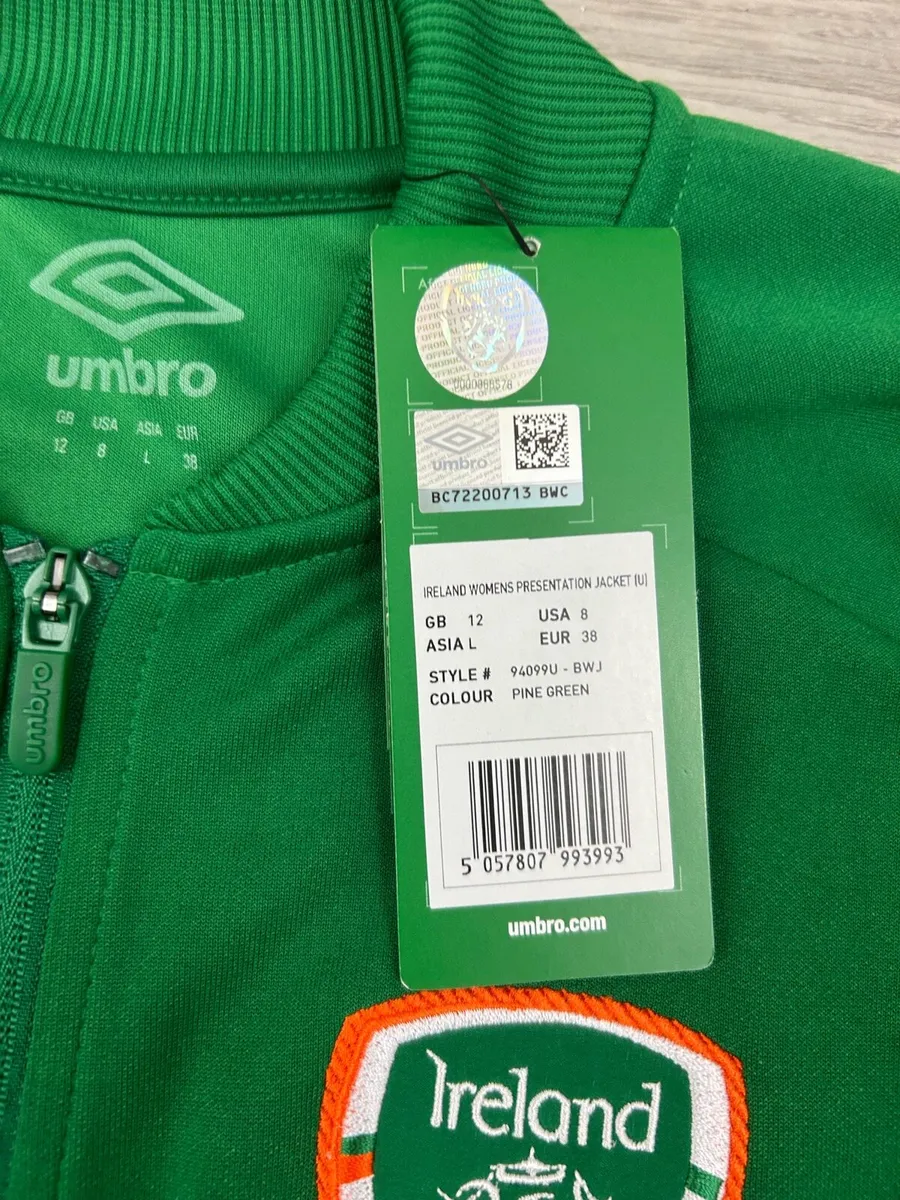 umbro
GB USA ASIA EUR
12 8 L 38
umbro
U000066578
umbro
BC72200713 BWC
IRELAND WOMENS PRESENTATION JACKET (U)
GB 12 USA 8
ASIA L EUR 38
STYLE # 94099U - BWJ
COLOUR PINE GREEN
5 057807 993993
umbro.com
Ireland